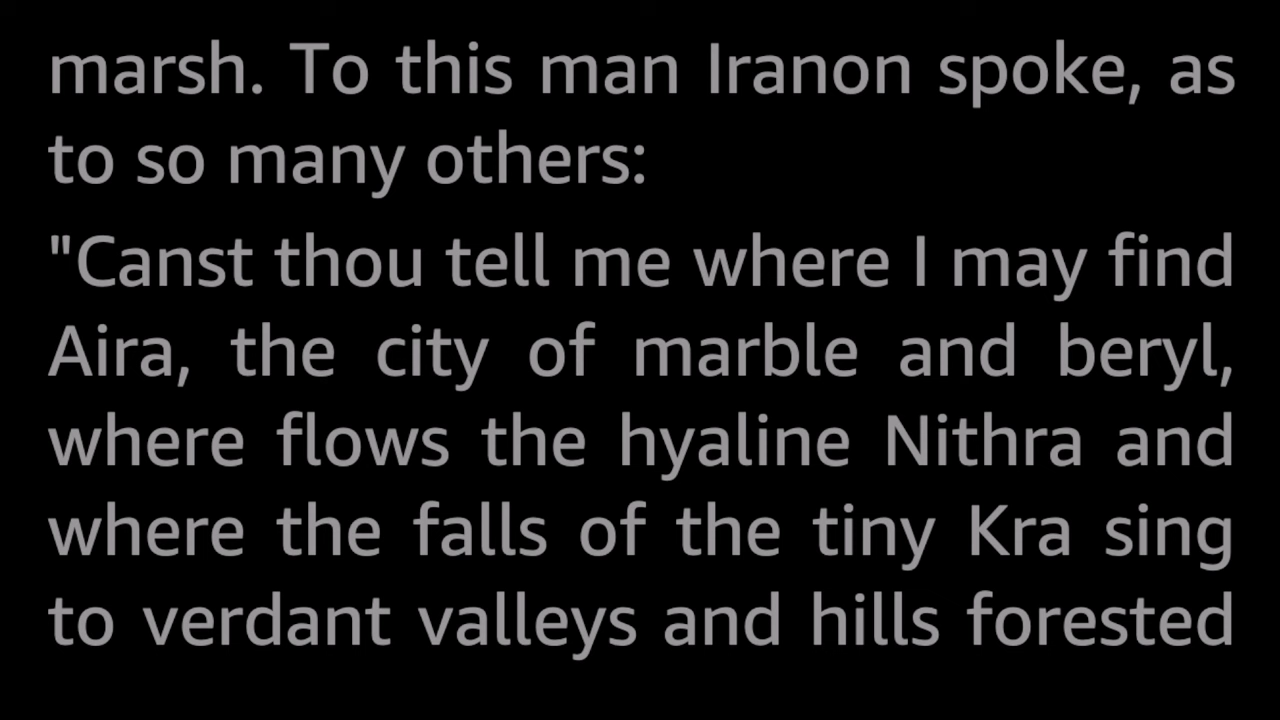 marsh. To this man Iranon spoke, as
to so many others:
"Canst thou tell me where I may find
Aira, the city of marble and beryl,
where flows the hyaline Nithra and
where the falls of the tiny Kra sing
to verdant valleys and hills forested